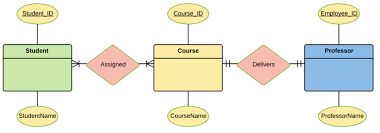 Student_ID
Course_ID
Employee_ID
Student
Assigned
Course
Delivers
Professor
StudentName
CourseName
ProfessorName